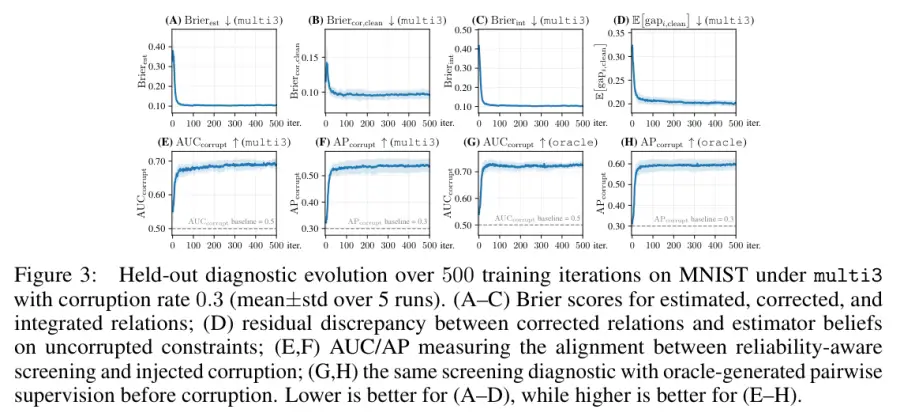 (A) Brier_est ↓ (multi3)
(B) Brier_cor,clean ↓ (multi3)
(C) Brier_int ↓ (multi3)
(D) 𝔼[gap_i,clean] ↓ (multi3)
Brier_est
0.40
0.30
0.20
0.10
0 100 200 300 400 500 iter.
Brier_cor,clean
0.15
0.10
0 100 200 300 400 500 iter.
Brier_int
0.50
0.40
0.30
0.20
0.10
0 100 200 300 400 500 iter.
𝔼[gap_i,clean]
0.35
0.30
0.25
0.20
0 100 200 300 400 500 iter.
(E) AUC_corrupt ↑ (multi3)
(F) AP_corrupt ↑ (multi3)
(G) AUC_corrupt ↑ (oracle)
(H) AP_corrupt ↑ (oracle)
AUC_corrupt
0.70
0.60
0.50
AUC_corrupt baseline = 0.5
0 100 200 300 400 500 iter.
AP_corrupt
0.50
0.40
0.30
AP_corrupt baseline = 0.3
0 100 200 300 400 500 iter.
AUC_corrupt
0.70
0.60
0.50
AUC_corrupt baseline = 0.5
0 100 200 300 400 500 iter.
AP_corrupt
0.60
0.50
0.40
0.30
AP_corrupt baseline = 0.3
0 100 200 300 400 500 iter.
Figure 3: Held-out diagnostic evolution over 500 training iterations on MNIST under multi3
with corruption rate 0.3 (mean±std over 5 runs). (A–C) Brier scores for estimated, corrected, and
integrated relations; (D) residual discrepancy between corrected relations and estimator beliefs
on uncorrupted constraints; (E,F) AUC/AP measuring the alignment between reliability-aware
screening and injected corruption; (G,H) the same screening diagnostic with oracle-generated pairwise
supervision before corruption. Lower is better for (A–D), while higher is better for (E–H).